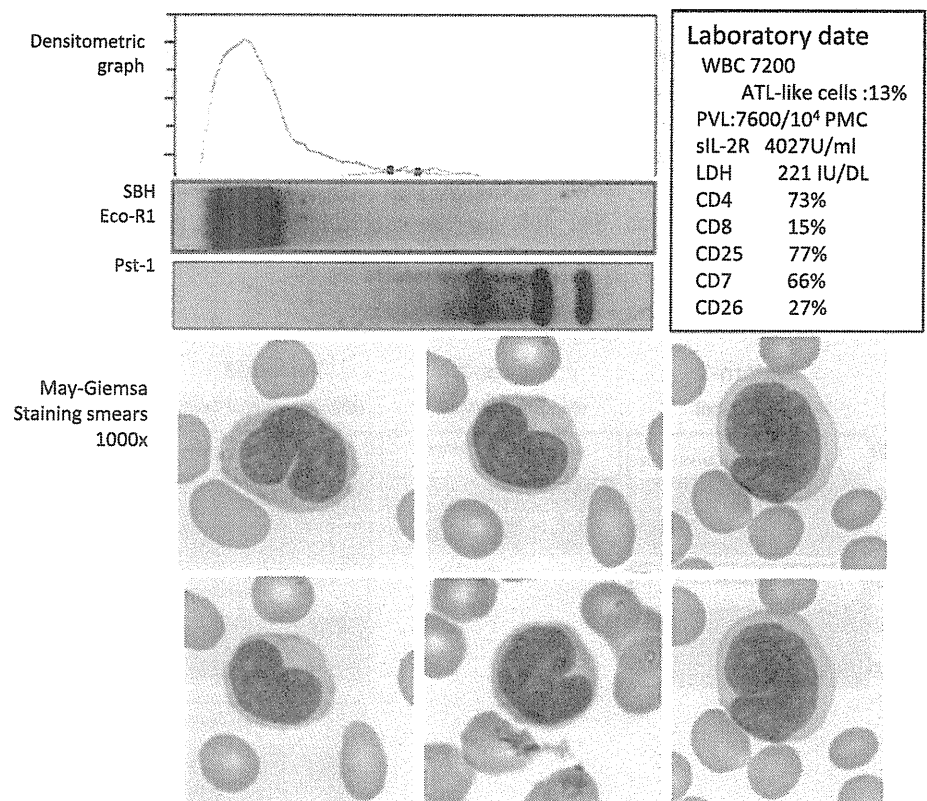 Densitometric
graph
SBH
Eco-R1
Pst-1
Laboratory date
WBC 7200
ATL-like cells :13%
PVL:7600/10⁴ PMC
sIL-2R 4027U/ml
LDH 221 IU/DL
CD4 73%
CD8 15%
CD25 77%
CD7 66%
CD26 27%
May-Giemsa
Staining smears
1000x